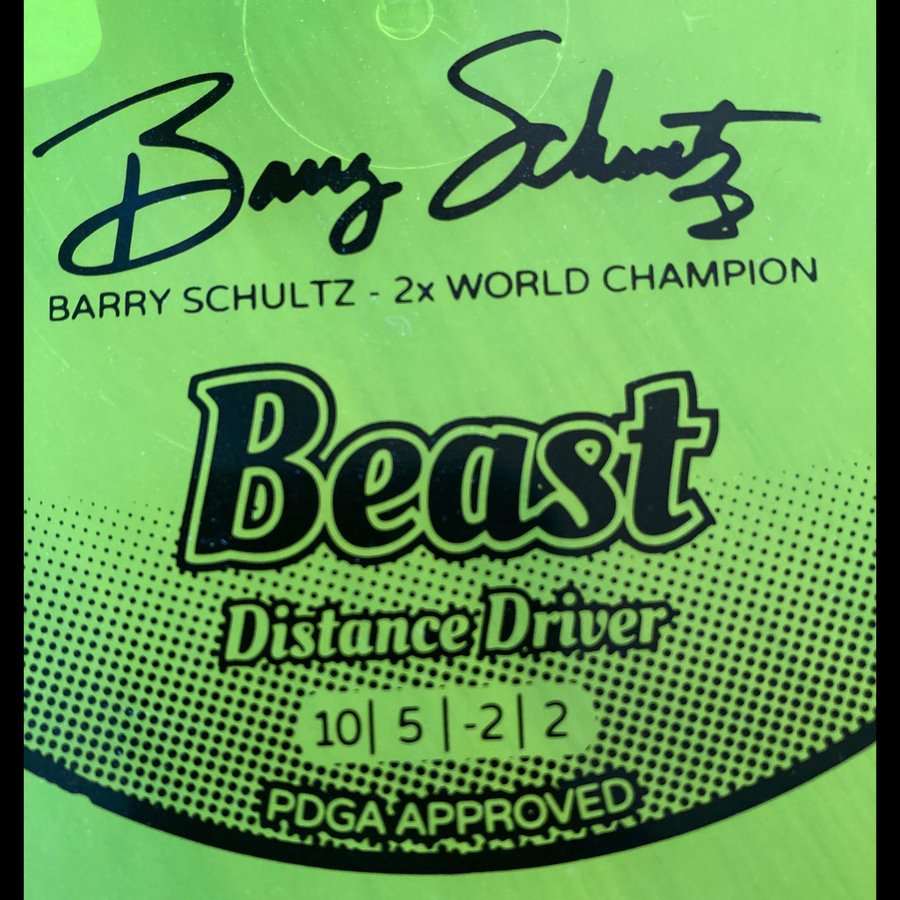 Barry Schultz
BARRY SCHULTZ - 2x WORLD CHAMPION
Beast
Distance Driver
10| 5 |-2| 2
PDGA APPROVED